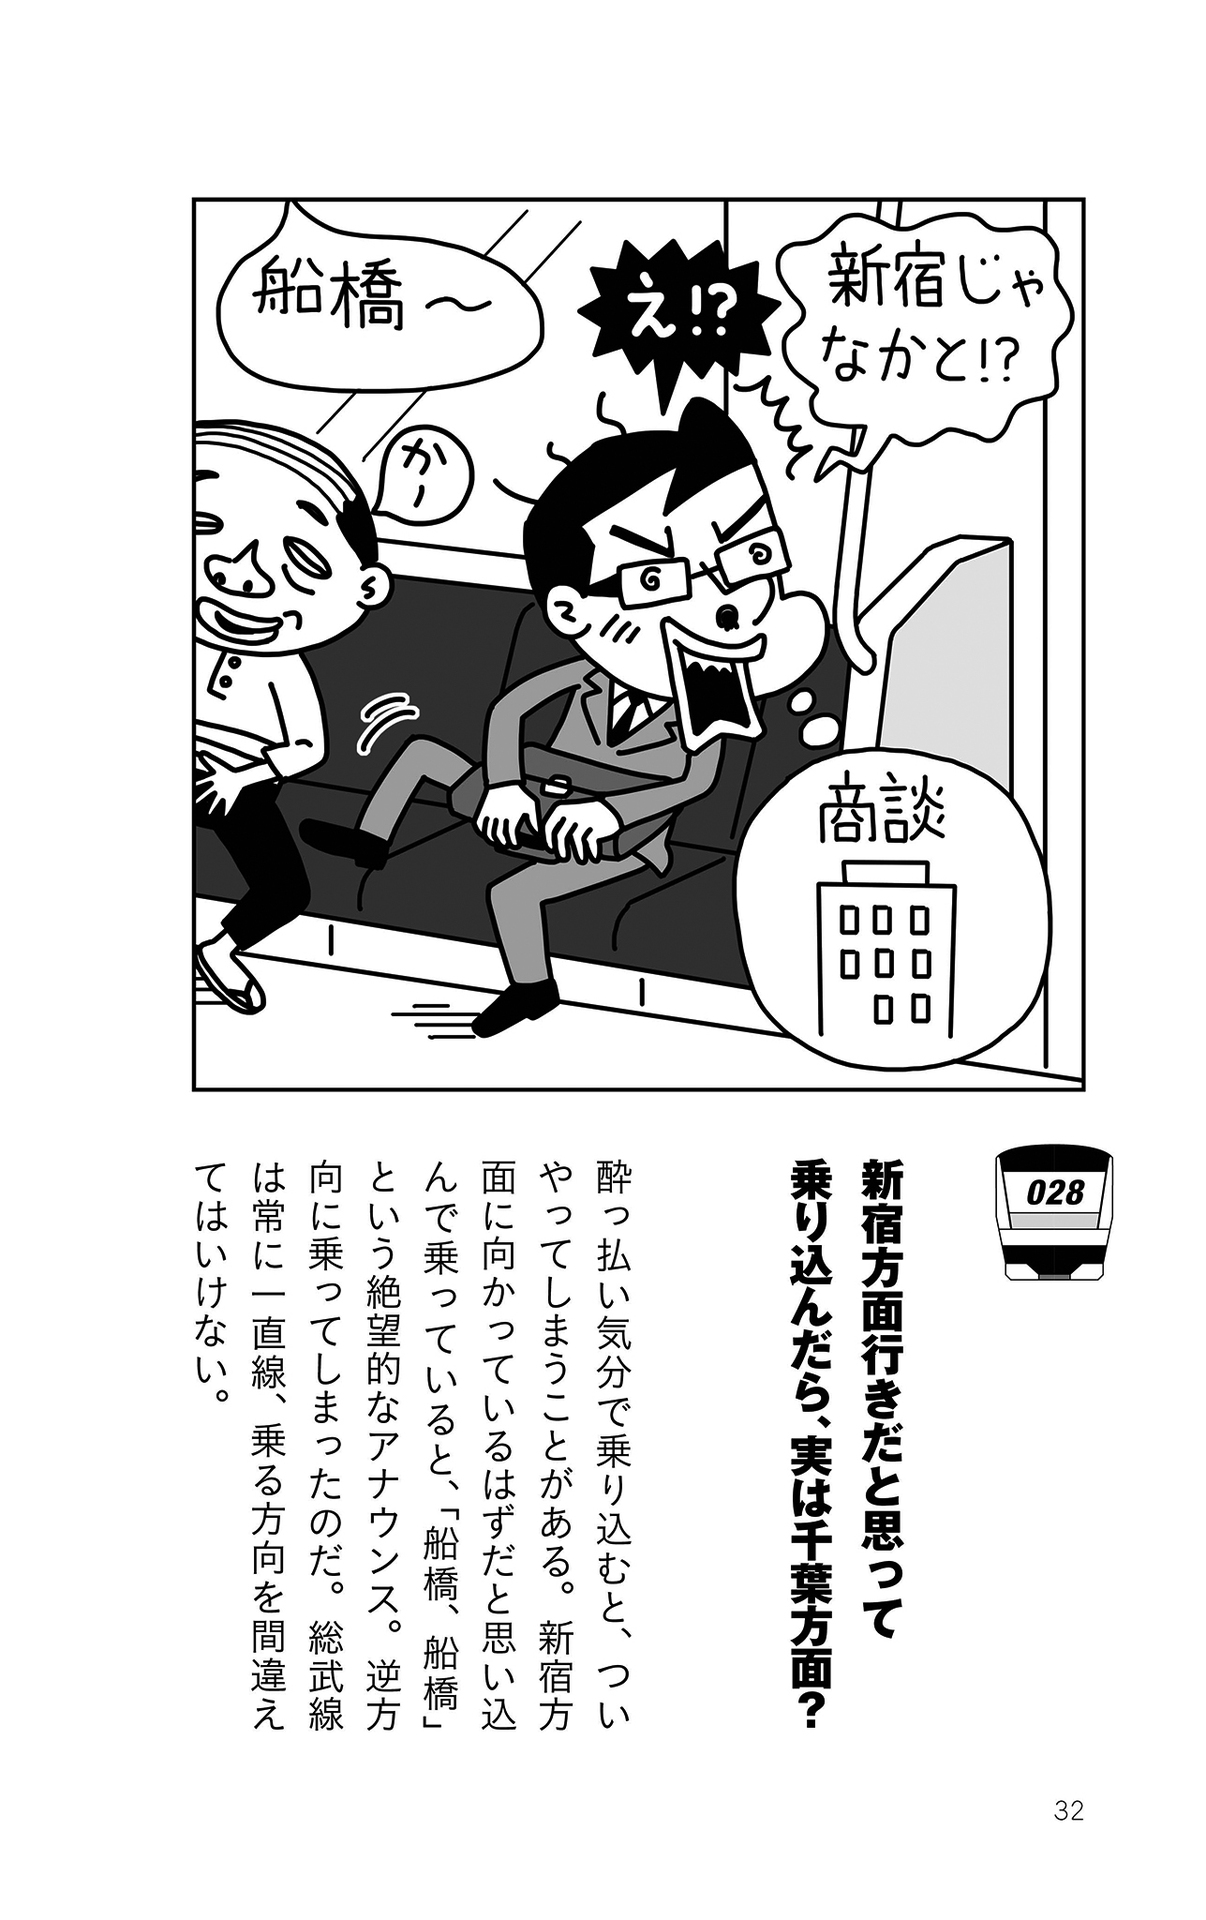 新宿じゃ
なかと!?
え!?
船橋～
かー
商談
028
新宿方面行きだと思って
乗り込んだら、実は千葉方面？
酔っ払い気分で乗り込むと、つい
やってしまうことがある。新宿方
面に向かっているはずだと思い込
んで乗っていると、「船橋、船橋」
という絶望的なアナウンス。逆方
向に乗ってしまったのだ。総武線
は常に一直線、乗る方向を間違え
てはいけない。
32